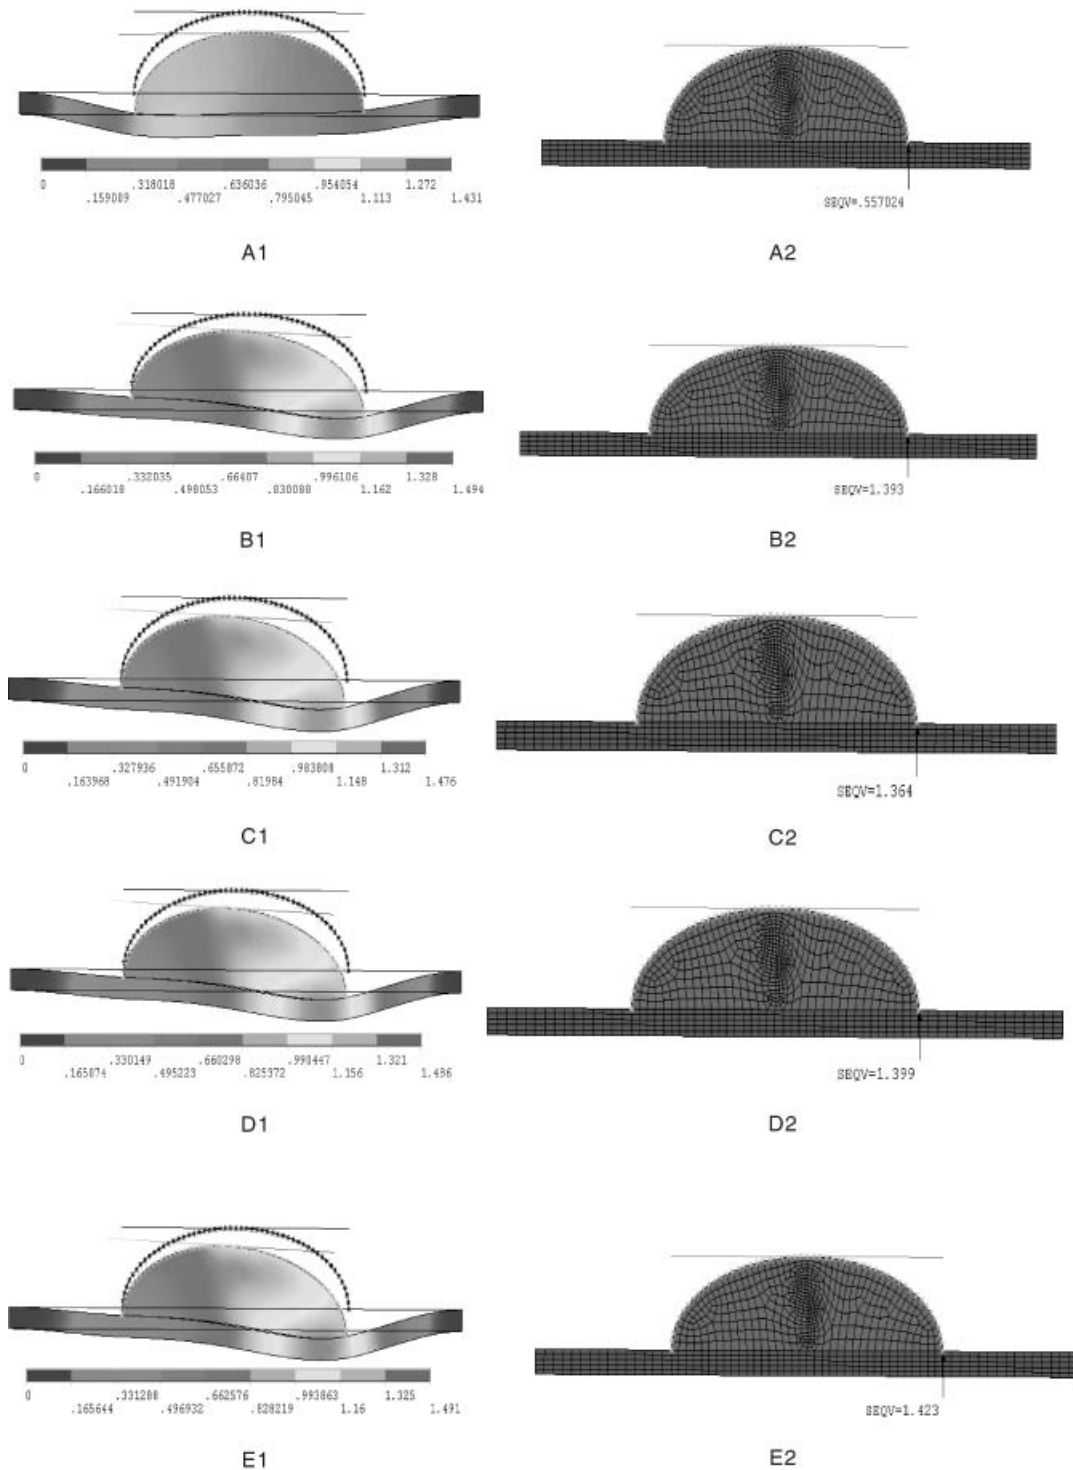 0 .318018 .636036 .954054 1.272
.159009 .477027 .795045 1.113 1.431
SEQV=.557024
A1 A2
0 .332035 .66407 .996106 1.328
.166018 .498053 .830088 1.162 1.494
SEQV=1.393
B1 B2
0 .327936 .655872 .983808 1.312
.163968 .491904 .81984 1.148 1.476
SEQV=1.364
C1 C2
0 .330149 .660298 .990447 1.321
.165074 .495223 .825372 1.156 1.486
SEQV=1.399
D1 D2
0 .331288 .662576 .993863 1.325
.165644 .496932 .828219 1.16 1.491
SEQV=1.423
E1 E2